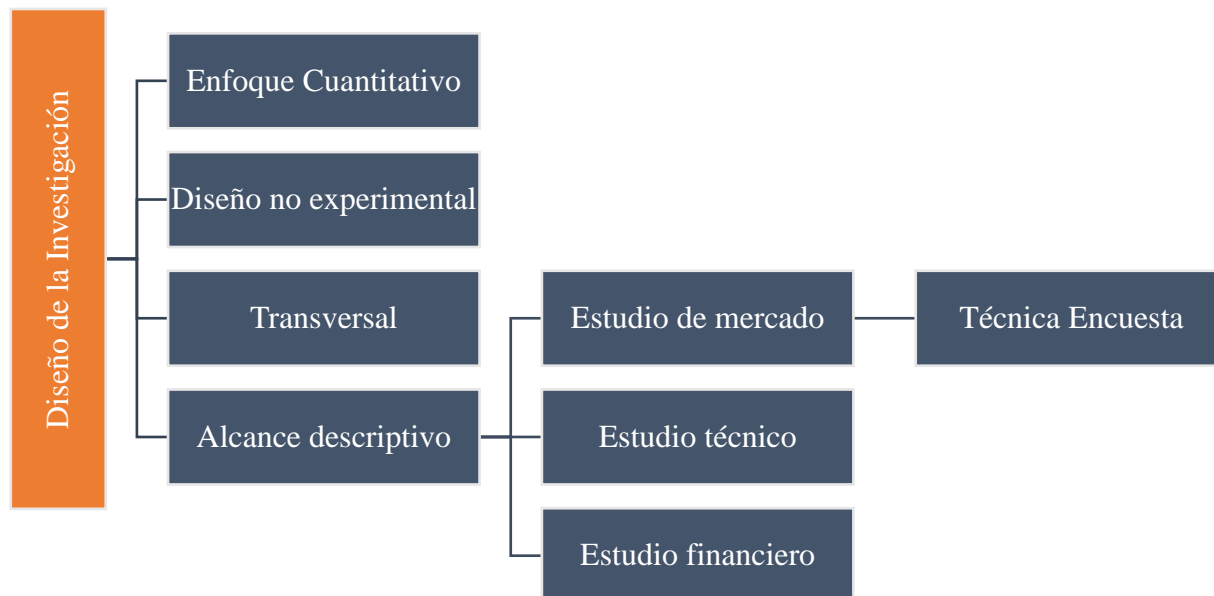 Diseño de la Investigación
Enfoque Cuantitativo
Diseño no experimental
Transversal
Alcance descriptivo
Estudio de mercado
Técnica Encuesta
Estudio técnico
Estudio financiero